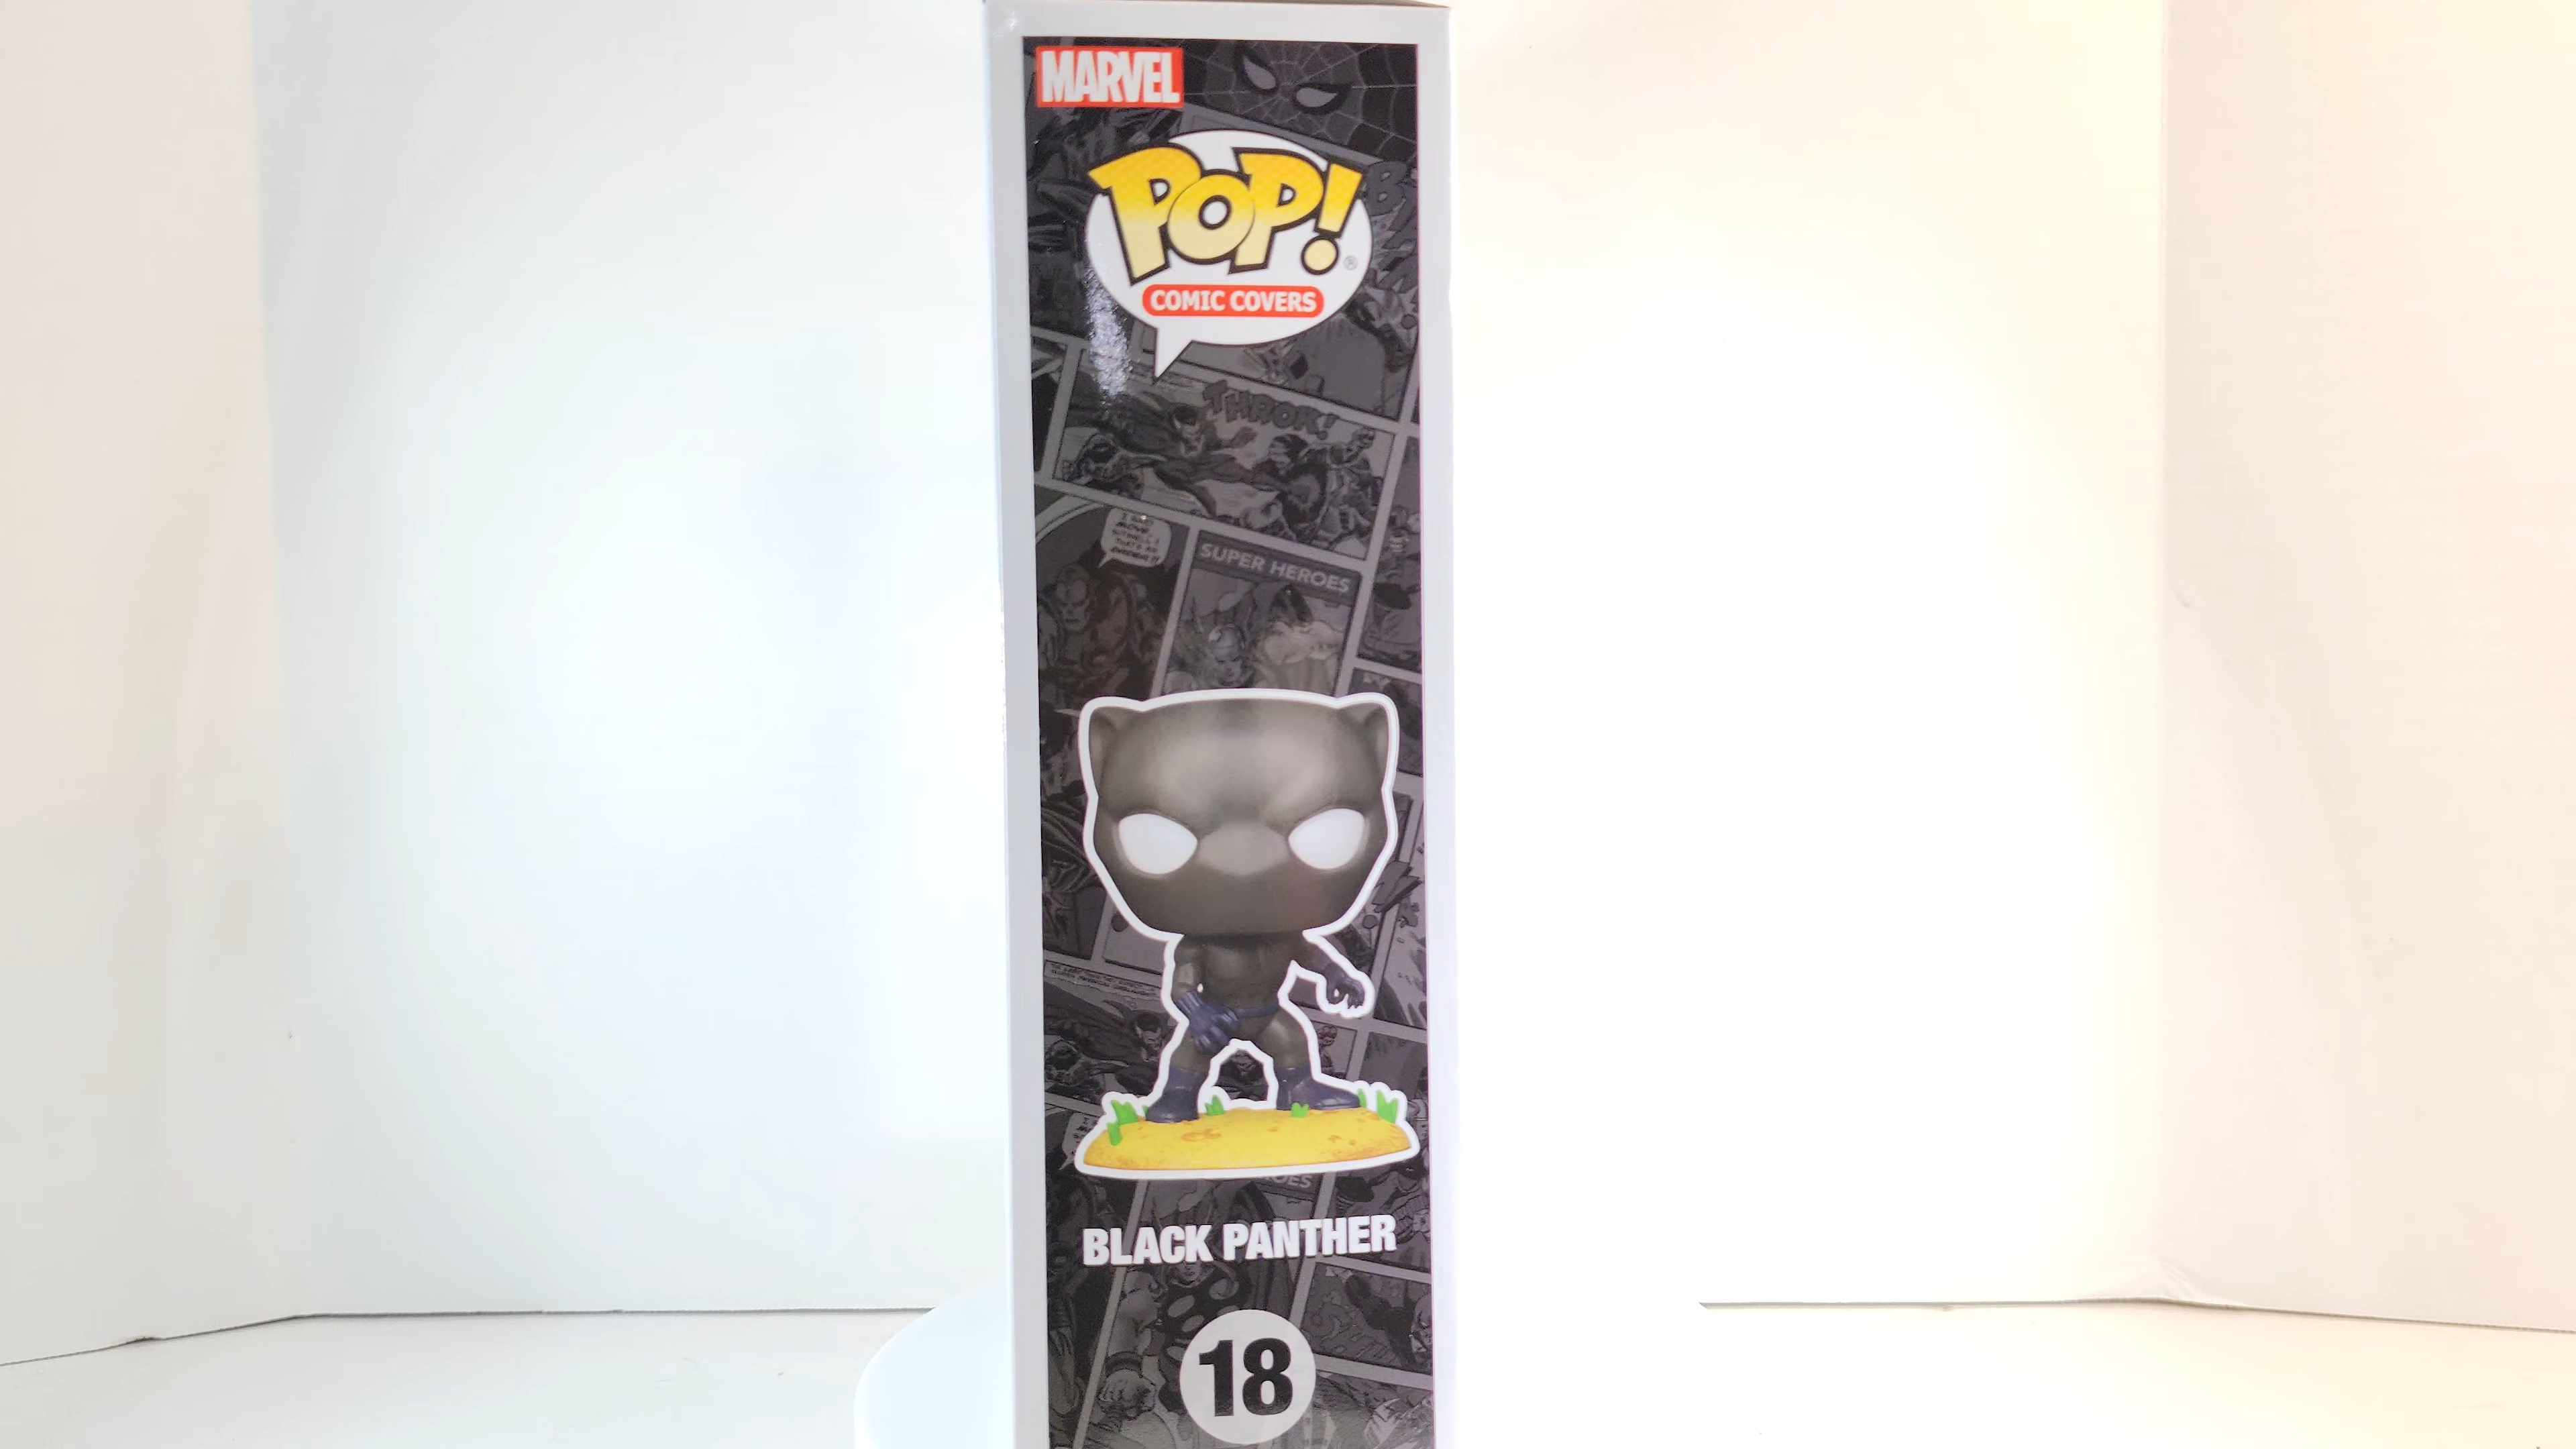 MARVEL
POP!®
COMIC COVERS
THROK!
SUPER HEROES
BLACK PANTHER
18